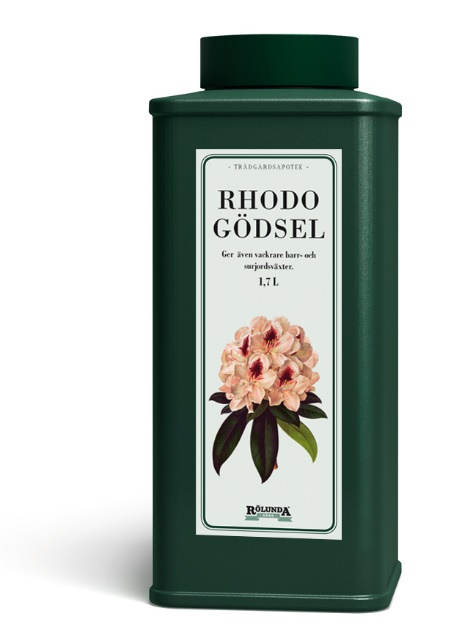 - TRÄDGÅRDSAPOTEK -
RHODO
GÖDSEL
Ger även vackrare barr- och
surjordsväxter.
1,7 L
RÖLUNDA